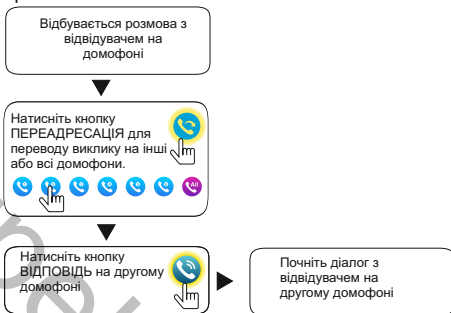 Відбувається розмова з
відвідувачем на
домофоні
Натисніть кнопку
ПЕРЕАДРЕСАЦІЯ для
переводу виклику на інші
або всі домофони.
All
Натисніть кнопку
ВІДПОВІДЬ на другому
домофоні
Почніть діалог з
відвідувачем на
другому домофоні